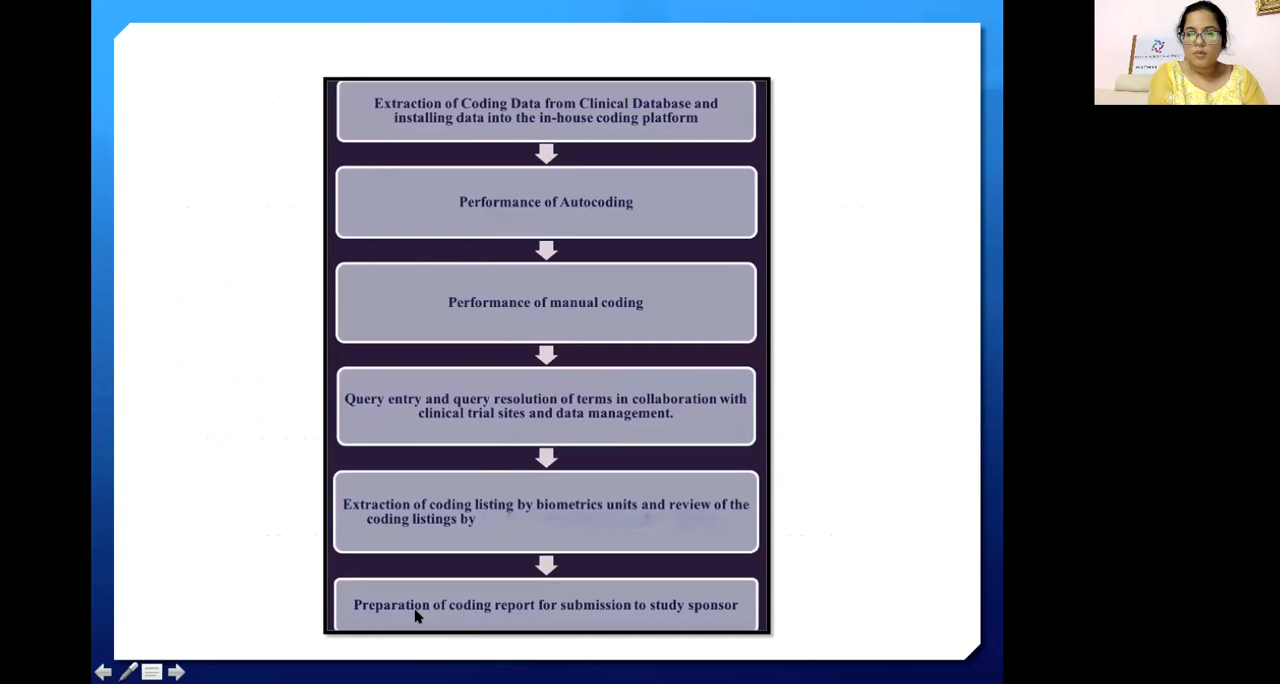 Extraction of Coding Data from Clinical Database and
installing data into the in-house coding platform
Performance of Autocoding
Performance of manual coding
Query entry and query resolution of terms in collaboration with
clinical trial sites and data management.
Extraction of coding listing by biometrics units and review of the
coding listings by
Preparation of coding report for submission to study sponsor